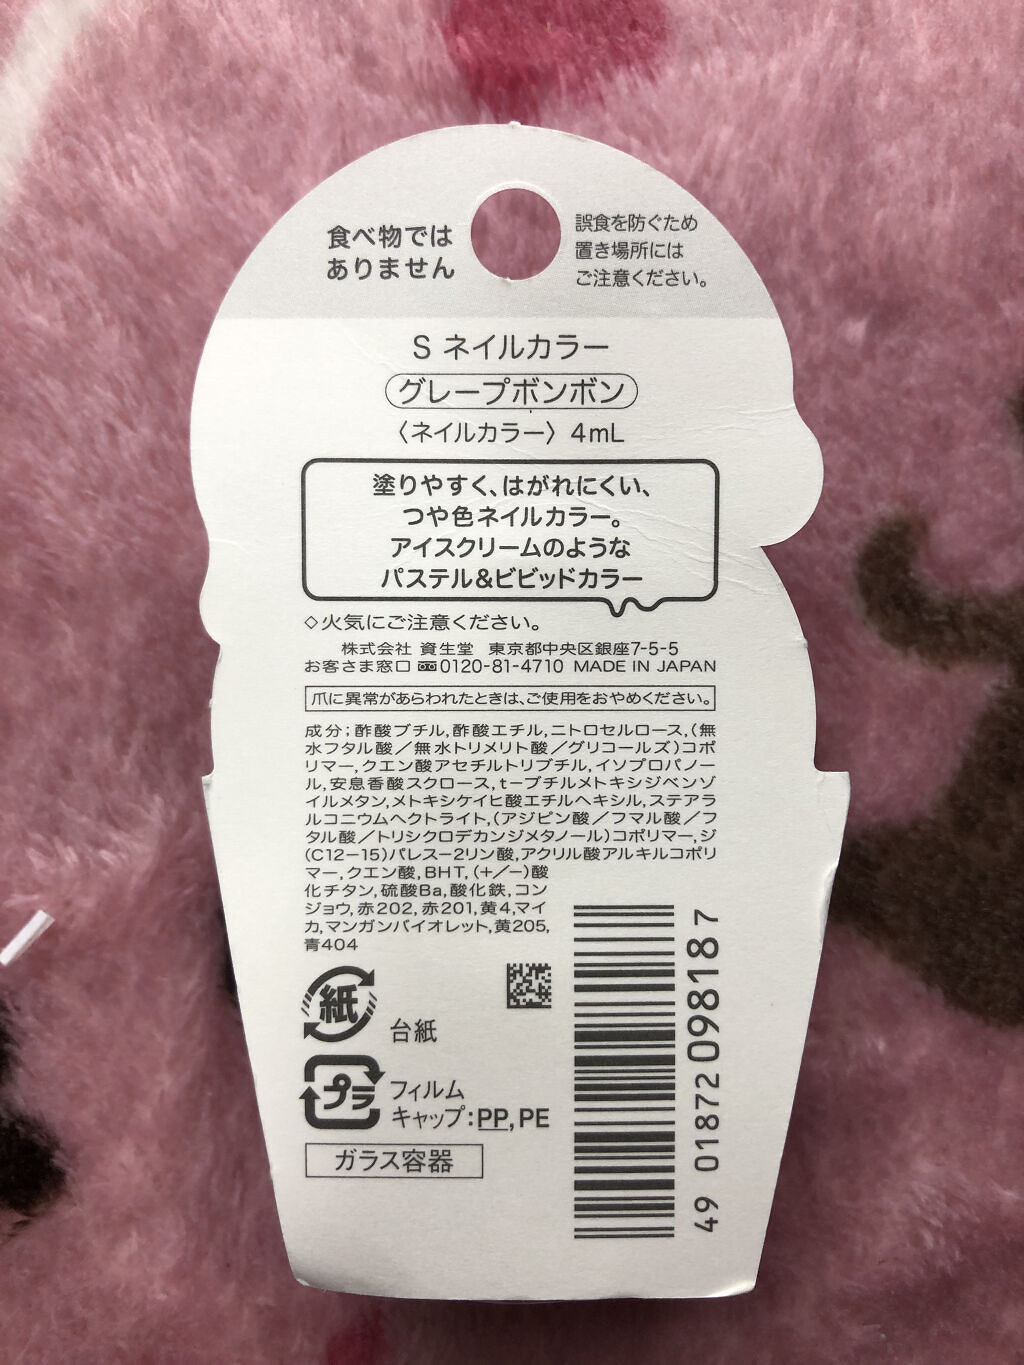 食べ物では
ありません
誤食を防ぐため
置き場所には
ご注意ください。
S ネイルカラー
グレープボンボン
〈ネイルカラー〉 4mL
塗りやすく、はがれにくい、
つや色ネイルカラー。
アイスクリームのような
パステル&ビビッドカラー
◇火気にご注意ください。
株式会社 資生堂 東京都中央区銀座7-5-5
お客さま窓口 0120-81-4710 MADE IN JAPAN
爪に異常があらわれたときは、ご使用をおやめください。
成分；酢酸ブチル,酢酸エチル,ニトロセルロース,(無
水フタル酸／無水トリメリト酸／グリコールズ)コポ
リマー,クエン酸アセチルトリブチル,イソプロパノー
ル,安息香酸スクロース,t－ブチルメトキシジベンゾ
イルメタン,メトキシケイヒ酸エチルヘキシル,ステアラ
ルコニウムヘクトライト,(アジピン酸／フマル酸／フ
タル酸／トリシクロデカンジメタノール)コポリマー,ジ
(C12－15)パレス－2リン酸,アクリル酸アルキルコポリ
マー,クエン酸,BHT,(+／－)酸
化チタン,硫酸Ba,酸化鉄,コン
ジョウ,赤202,赤201,黄4,マイ
カ,マンガンバイオレット,黄205,
青404
紙
台紙
プラ
フィルム
キャップ：PP,PE
ガラス容器
49 01872 098187